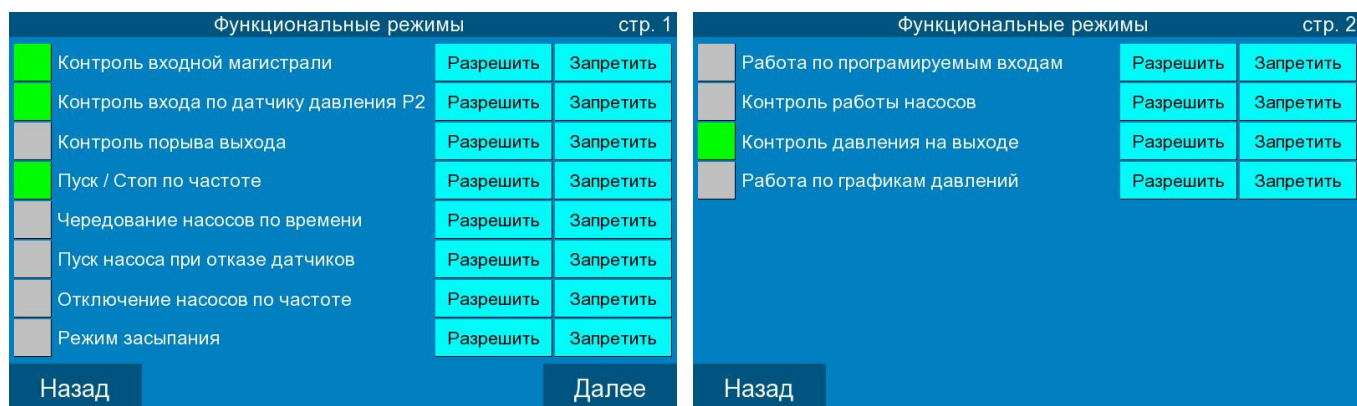 Функциональные режимы стр. 1
Контроль входной магистрали Разрешить Запретить
Контроль входа по датчику давления P2 Разрешить Запретить
Контроль порыва выхода Разрешить Запретить
Пуск / Стоп по частоте Разрешить Запретить
Чередование насосов по времени Разрешить Запретить
Пуск насоса при отказе датчиков Разрешить Запретить
Отключение насосов по частоте Разрешить Запретить
Режим засыпания Разрешить Запретить
Назад Далее
Функциональные режимы стр. 2
Работа по програмируемым входам Разрешить Запретить
Контроль работы насосов Разрешить Запретить
Контроль давления на выходе Разрешить Запретить
Работа по графикам давлений Разрешить Запретить
Назад